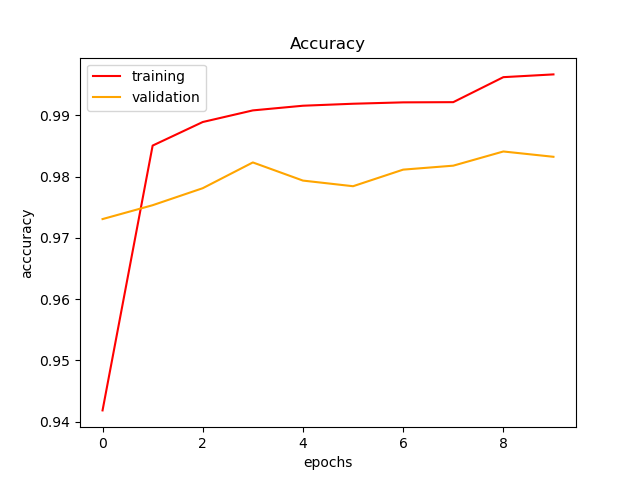 Accuracy
training
validation
acccuracy
0.99
0.98
0.97
0.96
0.95
0.94
0 2 4 6 8
epochs